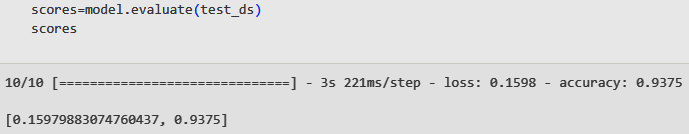 scores=model.evaluate(test_ds)
scores
10/10 [==============================] - 3s 221ms/step - loss: 0.1598 - accuracy: 0.9375
[0.15979883074760437, 0.9375]